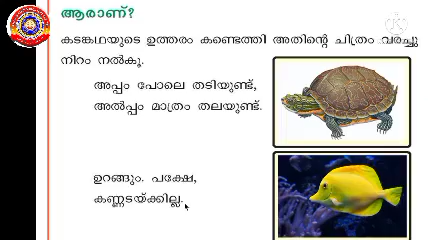 ആരാണ്?
കടങ്കഥയുടെ ഉത്തരം കണ്ടെത്തി അതിന്റെ ചിത്രം വരച്ചു
നിറം നൽകൂ.
അപ്പം പോലെ തടിയുണ്ട്,
അൽപ്പം മാത്രം തലയുണ്ട്.
ഉറങ്ങും. പക്ഷേ,
കണ്ണടയ്ക്കില്ല.